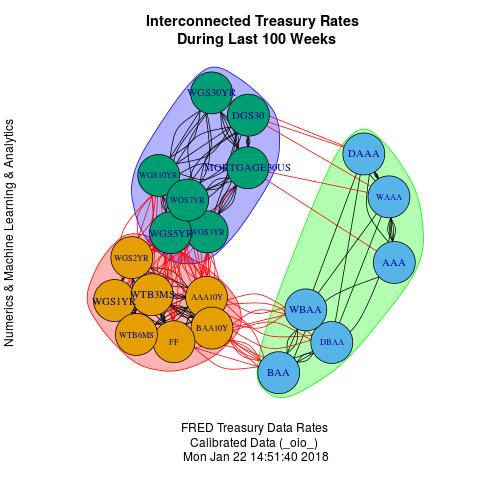 Interconnected Treasury Rates
During Last 100 Weeks
Numerics & Machine Learning & Analytics
WGS30YR
DGS30
MORTGAGE30US
WGS10YR
WGS7YR
WGS5YR
WGS3YR
DAAA
WAAA
AAA
WBAA
DBAA
BAA
WGS2YR
WTB3MS
WGS1YR
AAA10Y
BAA10Y
WTB6MS
FF
FRED Treasury Data Rates
Calibrated Data (_oio_)
Mon Jan 22 14:51:40 2018